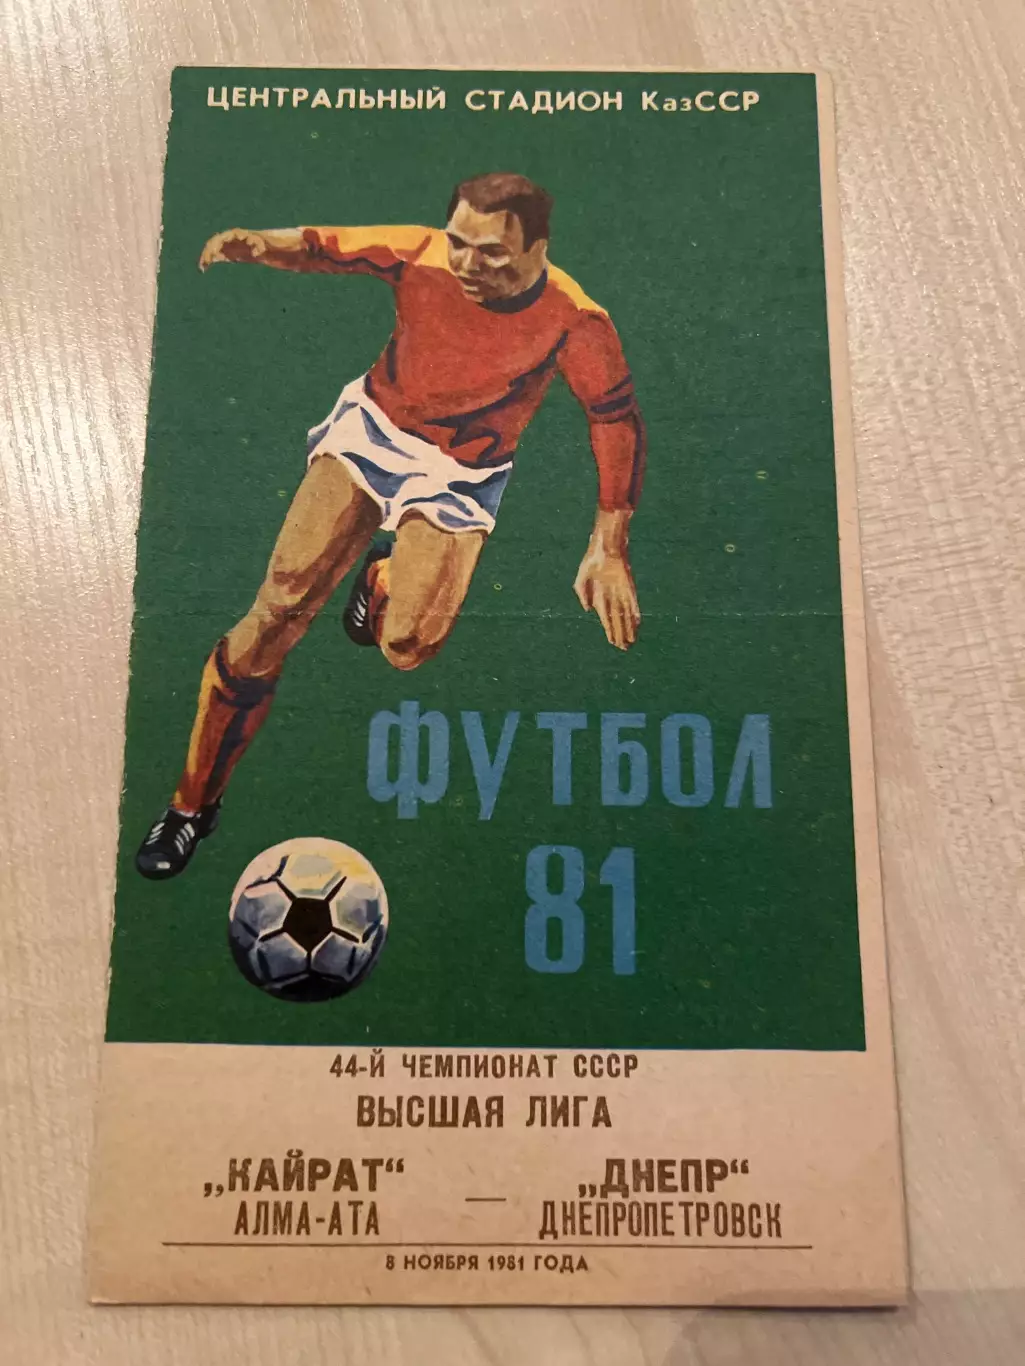 ЦЕНТРАЛЬНЫЙ СТАДИОН КазССР
ФУТБОЛ
81
44-Й ЧЕМПИОНАТ СССР
ВЫСШАЯ ЛИГА
„КАЙРАТ“ — „ДНЕПР“
АЛМА-АТА ДНЕПРОПЕТРОВСК
8 НОЯБРЯ 1981 ГОДА